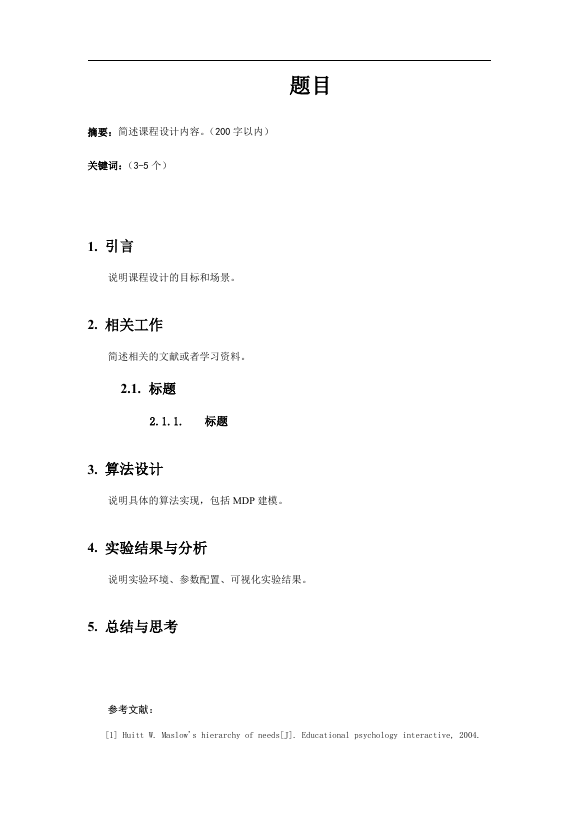 题目
摘要：简述课程设计内容。（200 字以内）
关键词：（3-5 个）
1. 引言
说明课程设计的目标和场景。
2. 相关工作
简述相关的文献或者学习资料。
2.1. 标题
2.1.1. 标题
3. 算法设计
说明具体的算法实现，包括 MDP 建模。
4. 实验结果与分析
说明实验环境、参数配置、可视化实验结果。
5. 总结与思考
参考文献：
[1] Huitt W. Maslow's hierarchy of needs[J]. Educational psychology interactive, 2004.